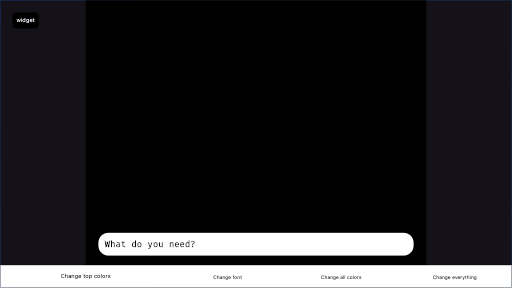 widget
What do you need?
Change top colors
Change font
Change all colors
Change everything